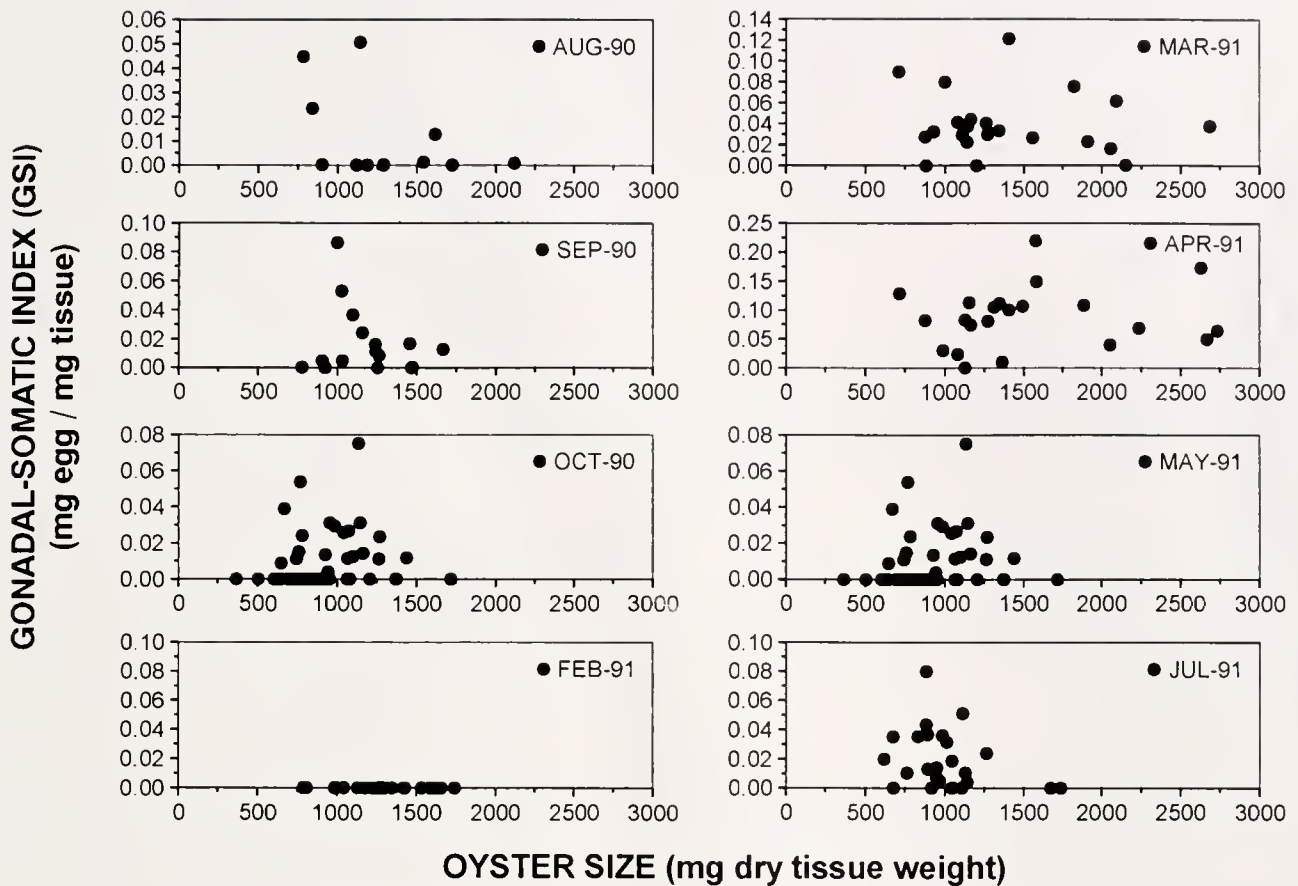 GONADAL-SOMATIC INDEX (GSI)
(mg egg / mg tissue)
AUG-90
0.06
0.05
0.04
0.03
0.02
0.01
0.00
0 500 1000 1500 2000 2500 3000
MAR-91
0.14
0.12
0.10
0.08
0.06
0.04
0.02
0.00
0 500 1000 1500 2000 2500 3000
SEP-90
0.10
0.08
0.06
0.04
0.02
0.00
0 500 1000 1500 2000 2500 3000
APR-91
0.25
0.20
0.15
0.10
0.05
0.00
0 500 1000 1500 2000 2500 3000
OCT-90
0.08
0.06
0.04
0.02
0.00
0 500 1000 1500 2000 2500 3000
MAY-91
0.08
0.06
0.04
0.02
0.00
0 500 1000 1500 2000 2500 3000
FEB-91
0.10
0.08
0.06
0.04
0.02
0.00
0 500 1000 1500 2000 2500 3000
JUL-91
0.10
0.08
0.06
0.04
0.02
0.00
0 500 1000 1500 2000 2500 3000
OYSTER SIZE (mg dry tissue weight)